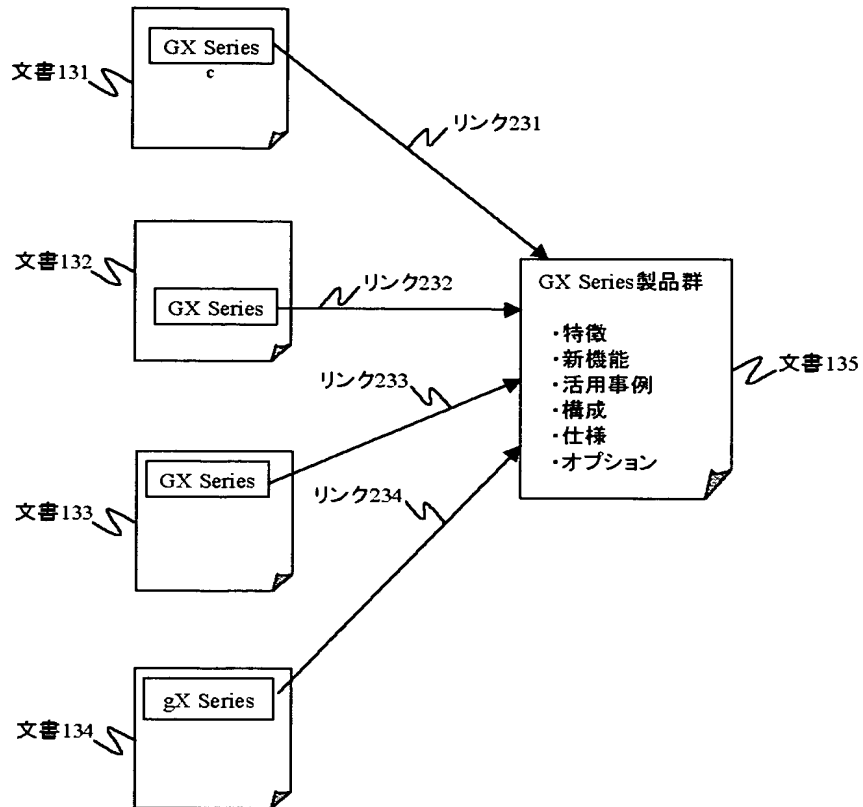 GX Series
c
文書131
リンク231
文書132
GX Series
リンク232
GX Series製品群
・特徴
・新機能
・活用事例
・構成
・仕様
・オプション
文書135
リンク233
GX Series
文書133
リンク234
gX Series
文書134